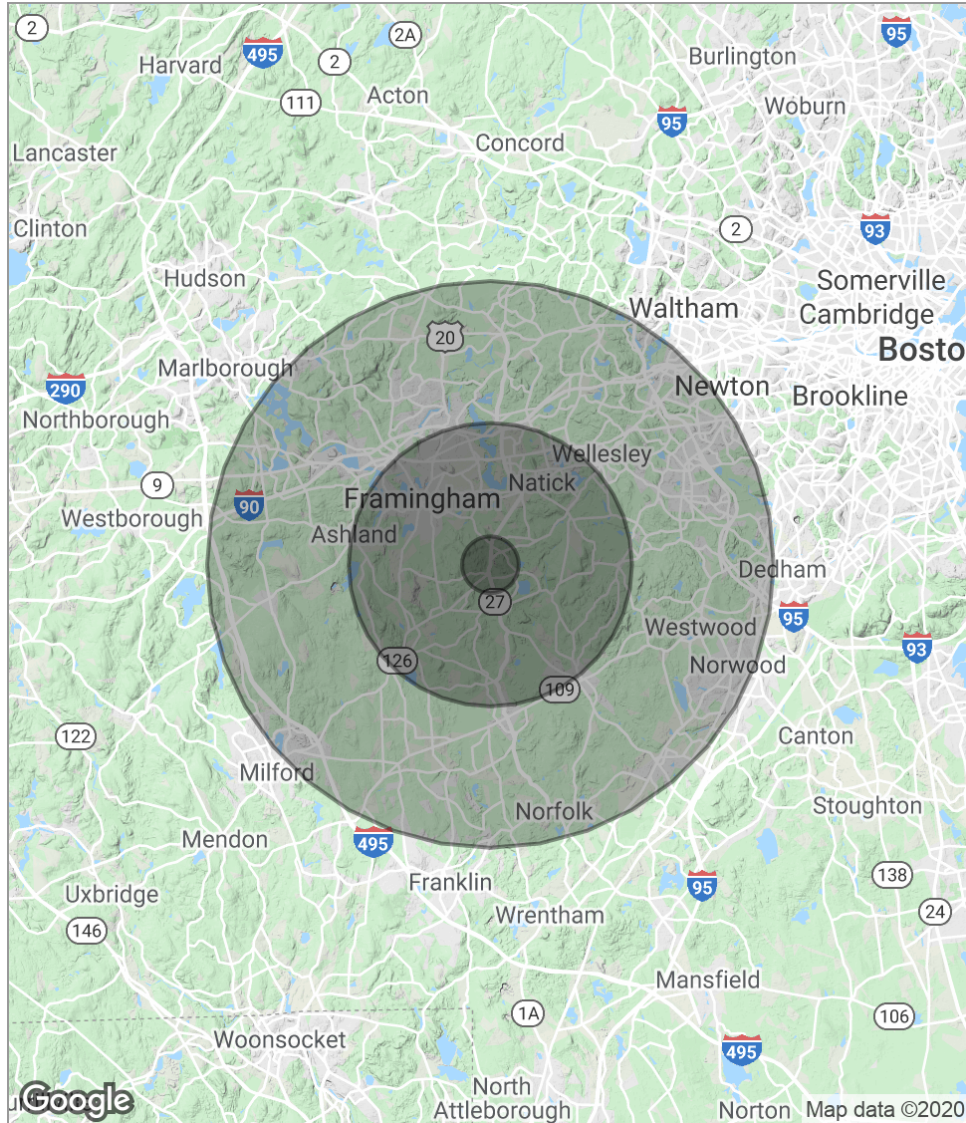 2
495
2A
95
Harvard
2
Burlington
111
Acton
Woburn
95
Lancaster
Concord
Clinton
2
93
Hudson
Somerville
Waltham
Cambridge
20
Bosto
Marlborough
290
Newton
Brookline
Northborough
Wellesley
9
Natick
90
Framingham
Westborough
Ashland
Dedham
27
95
Westwood
93
126
Norwood
109
122
Canton
Milford
Stoughton
Norfolk
Mendon
495
138
Franklin
95
Uxbridge
24
Wrentham
146
Mansfield
1A
106
Woonsocket
495
North
Attleborough
Google
Norton
Map data ©2020